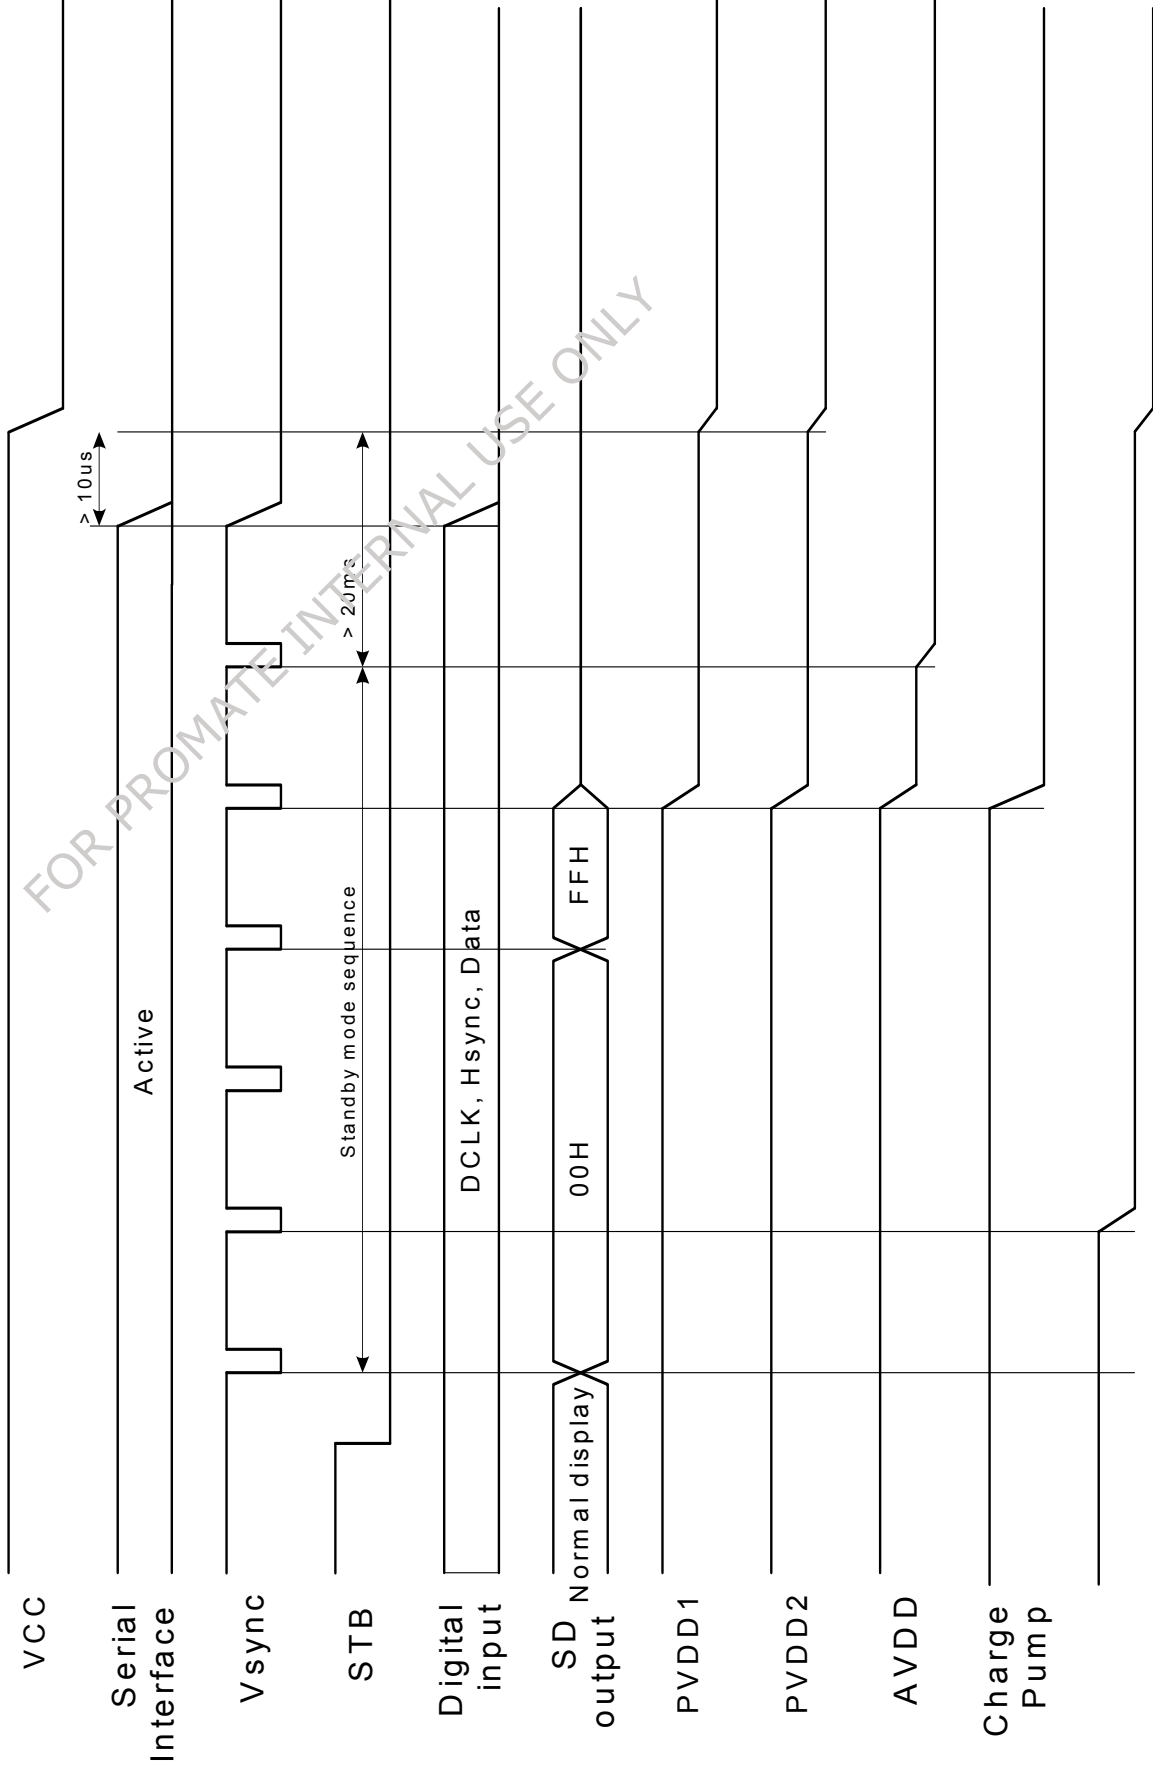 VCC
> 10us
Serial
Interface
Active
Vsync
STB
Standby mode sequence
> 20ms
Digital
input
DCLK, Hsync, Data
SD
output
Normal display
00H
FFH
PVDD1
PVDD2
AVDD
Charge
Pump
FOR PROMATE INTERNAL USE ONLY